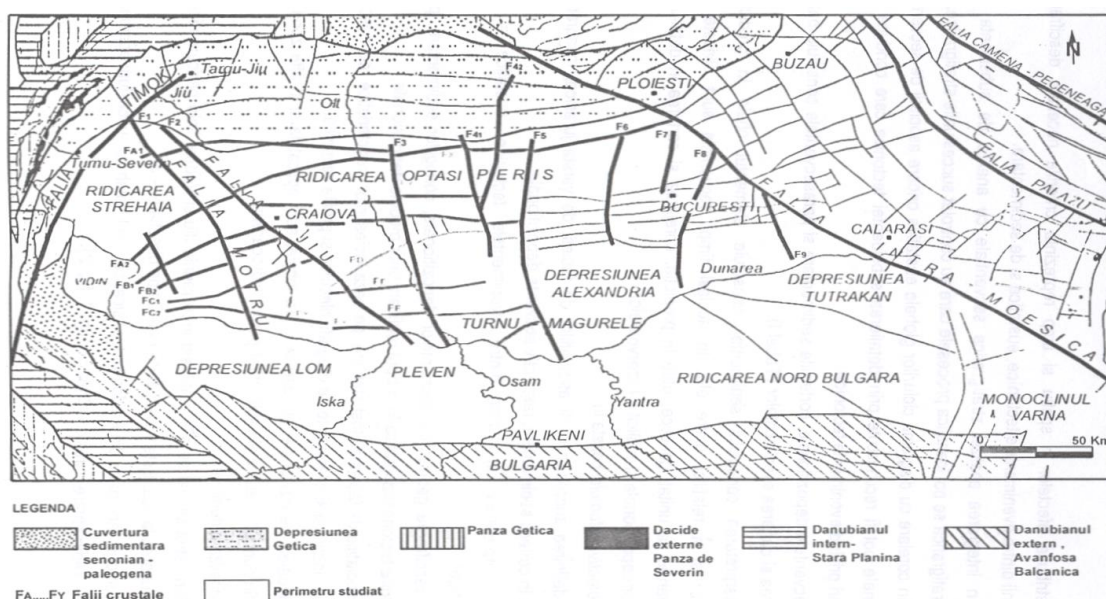 FALIA CAMENA - PECENEAGA
N
BUZAU
TIMOK
Targu-Jiu
Jiu
Olt
F42
PLOIESTI
FALIA PALAZU
F1
F2
F3
F41
F5
F6
F7
F8
FA1
Turnu-Severin
FALIA
RIDICAREA
STREHAIA
FALIA
MOTRU
FALIA
JIU
RIDICAREA OPTASI PERIS
CRAIOVA
BUCURESTI
FALIA
INTRA MOESICA
CALARASI
VIDIN
FA2
FB1
FB2
FC1
FC2
FF
F9
DEPRESIUNEA
ALEXANDRIA
Dunarea
DEPRESIUNEA
TUTRAKAN
TURNU MAGURELE
DEPRESIUNEA LOM
PLEVEN
Iska
Osam
Yantra
RIDICAREA NORD BULGARA
MONOCLINUL
VARNA
PAVLIKENI
BULGARIA
0 50 Km
LEGENDA
Cuvertura
sedimentara
senonian -
paleogena
Depresiunea
Getica
Panza Getica
Dacide
externe
Panza de
Severin
Danubianul
intern-
Stara Planina
Danubianul
extern ,
Avanfosa
Balcanica
FA.....FY Falii crustale
Perimetru studiat